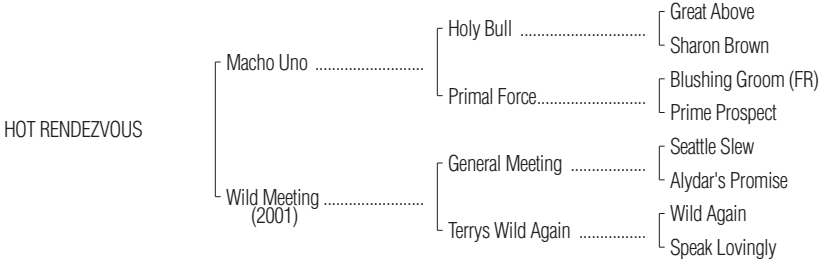 Great Above
Holy Bull ..............................
Sharon Brown
Macho Uno ..........................
Blushing Groom (FR)
Primal Force..........................
Prime Prospect
HOT RENDEZVOUS
Seattle Slew
General Meeting ..................
Alydar's Promise
Wild Meeting ........................
(2001)
Wild Again
Terrys Wild Again ................
Speak Lovingly